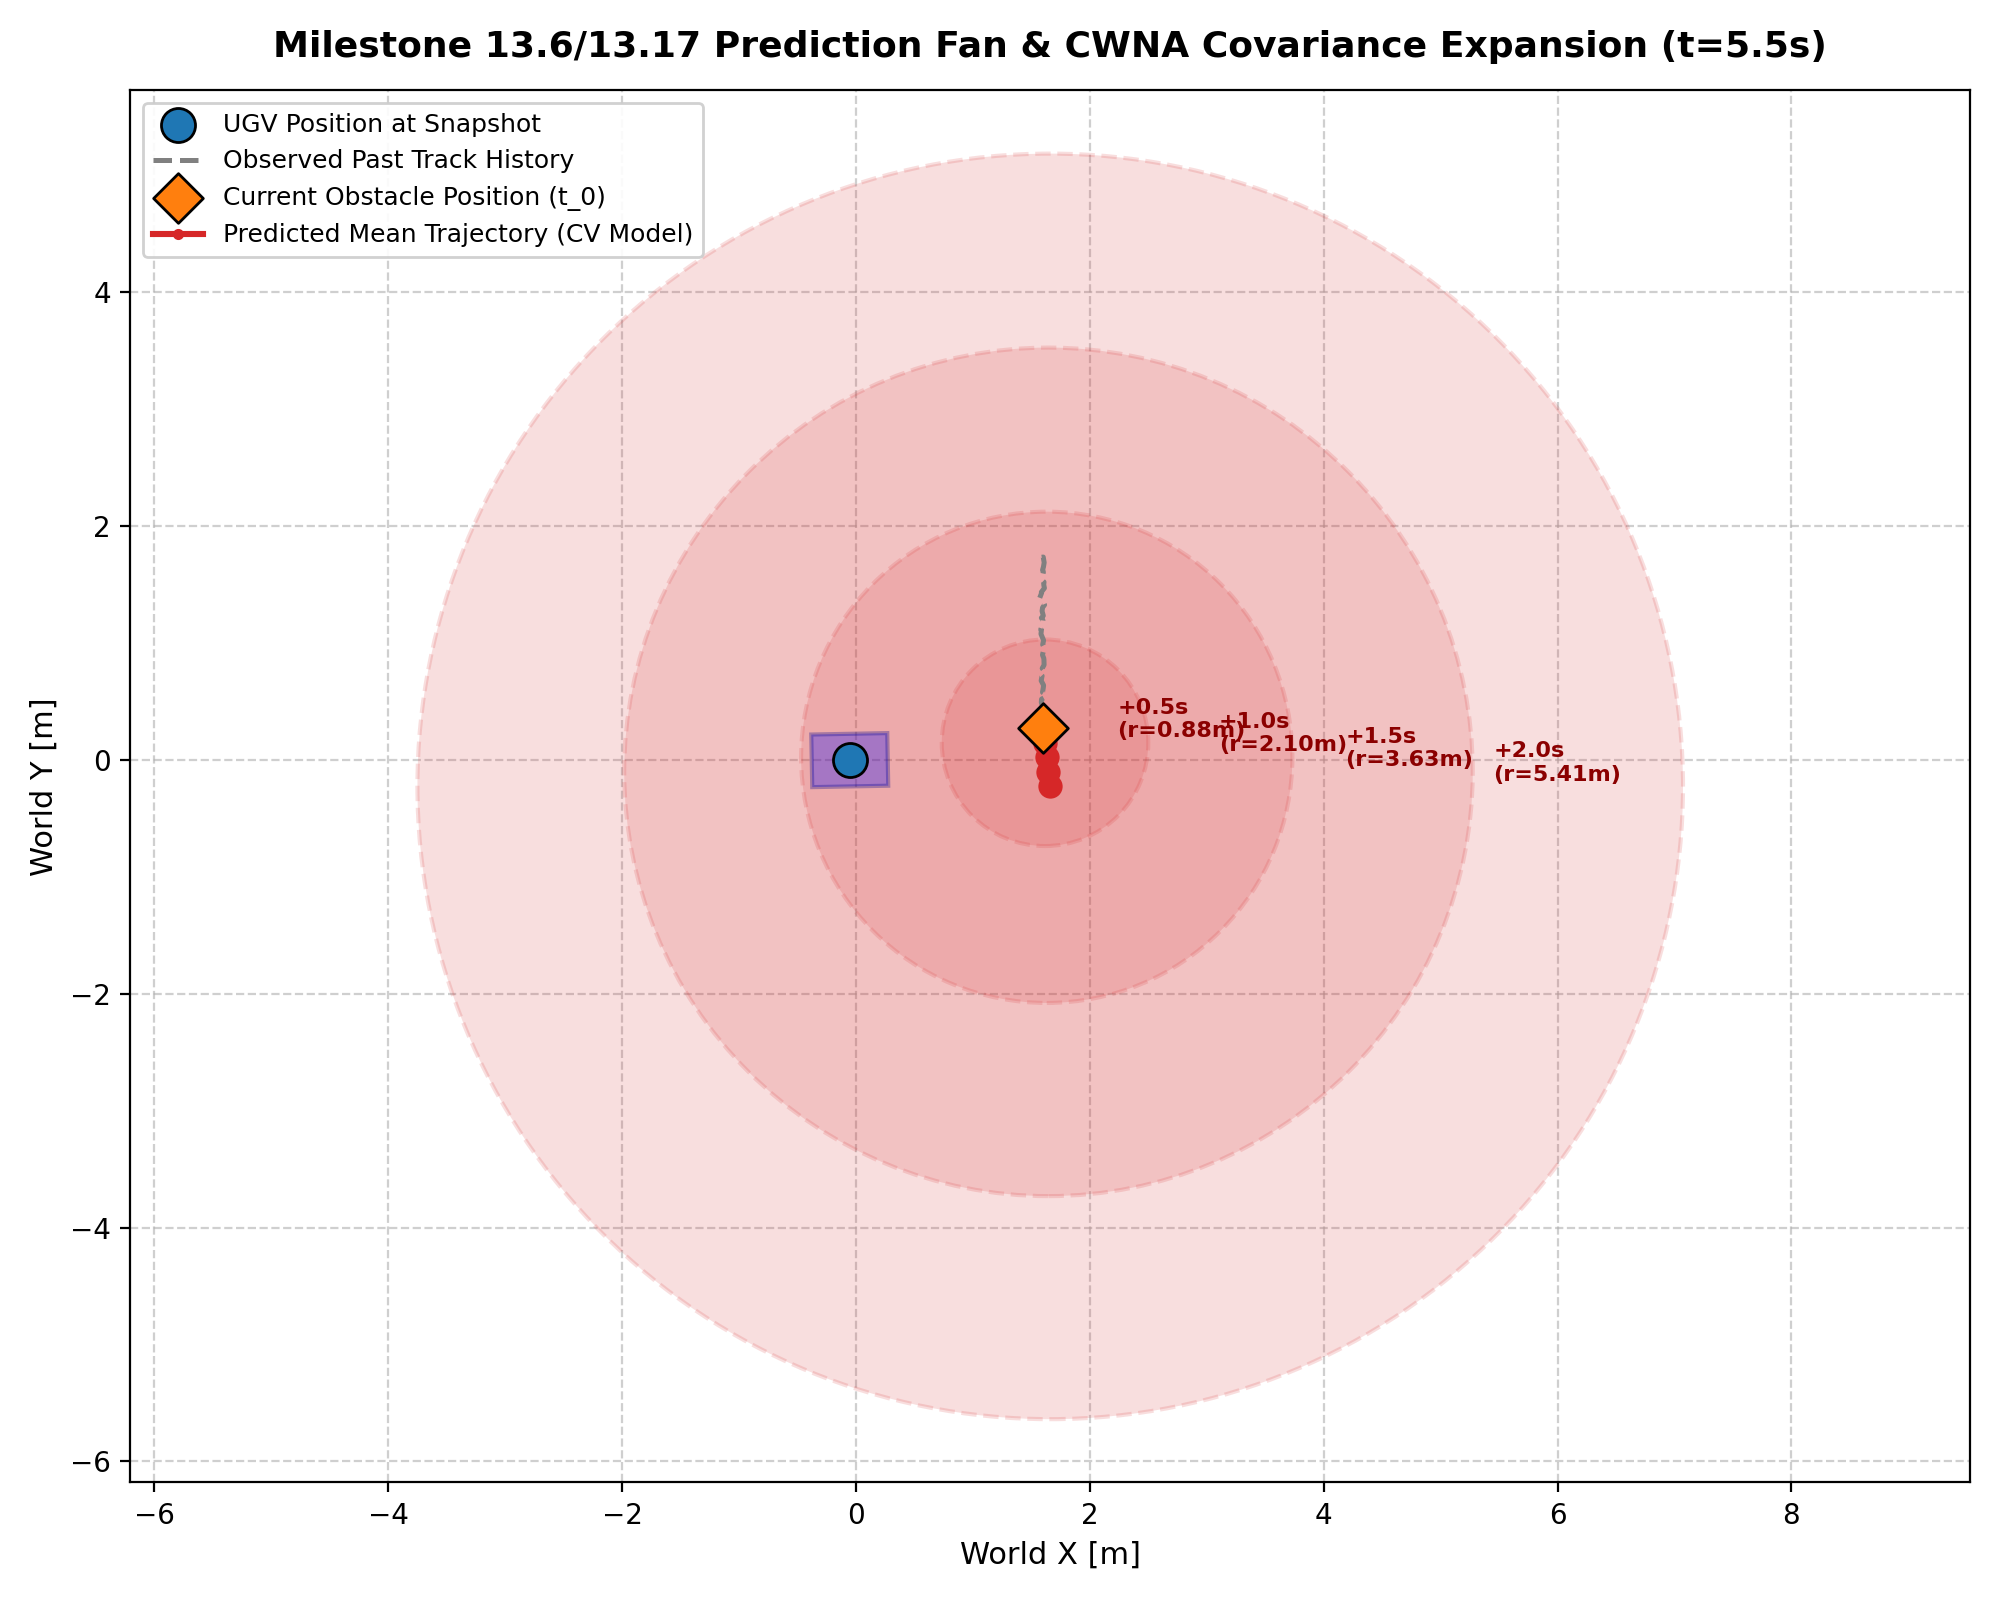 Milestone 13.6/13.17 Prediction Fan & CWNA Covariance Expansion (t=5.5s)
UGV Position at Snapshot
Observed Past Track History
Current Obstacle Position (t_0)
Predicted Mean Trajectory (CV Model)
4
2
0
−2
−4
−6
World Y [m]
+0.5s
(r=0.88m)
+1.0s
(r=2.10m)
+1.5s
(r=3.63m)
+2.0s
(r=5.41m)
−6
−4
−2
0
2
4
6
8
World X [m]